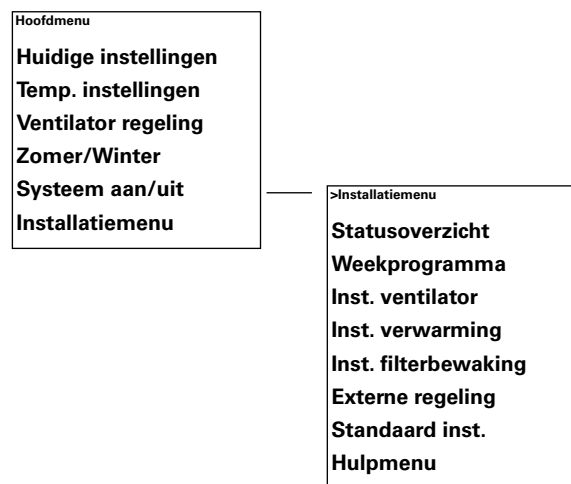 Hoofdmenu
Huidige instellingen
Temp. instellingen
Ventilator regeling
Zomer/Winter
Systeem aan/uit
Installatiemenu
>Installatiemenu
Statusoverzicht
Weekprogramma
Inst. ventilator
Inst. verwarming
Inst. filterbewaking
Externe regeling
Standaard inst.
Hulpmenu